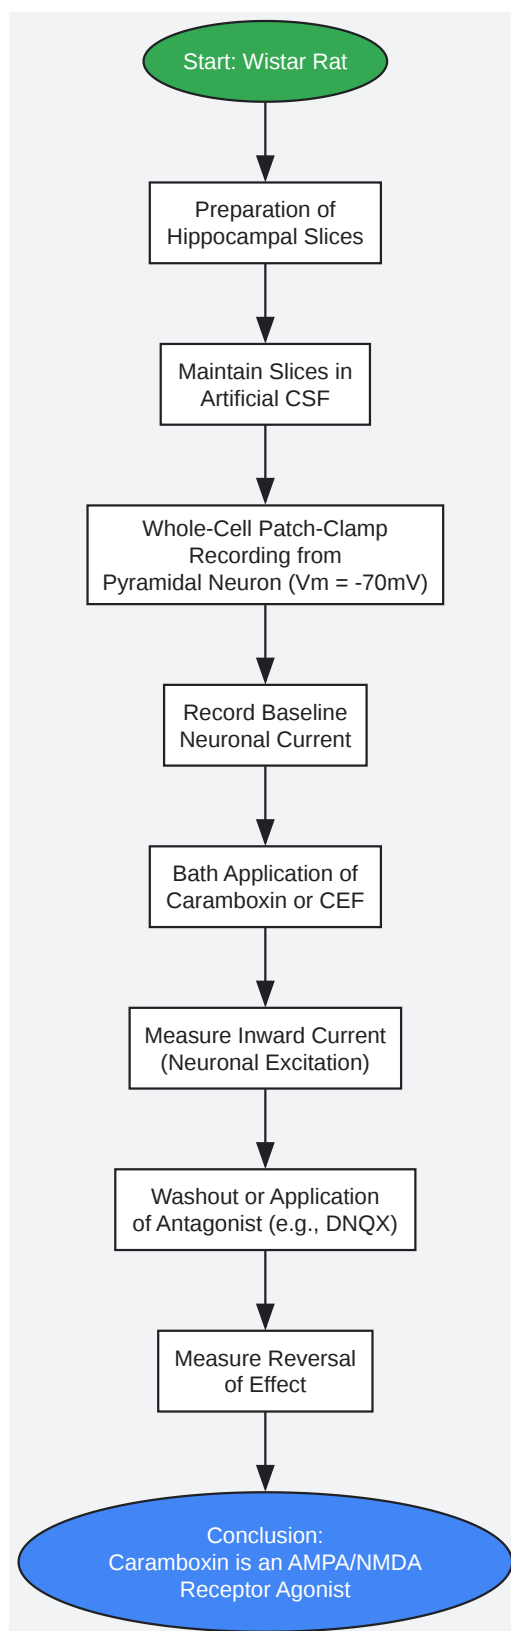 Start: Wistar Rat
Preparation of
Hippocampal Slices
Maintain Slices in
Artificial CSF
Whole-Cell Patch-Clamp
Recording from
Pyramidal Neuron (Vm = -70mV)
Record Baseline
Neuronal Current
Bath Application of
Caramboxin or CEF
Measure Inward Current
(Neuronal Excitation)
Washout or Application
of Antagonist (e.g., DNQX)
Measure Reversal
of Effect
Conclusion:
Caramboxin is an AMPA/NMDA
Receptor Agonist